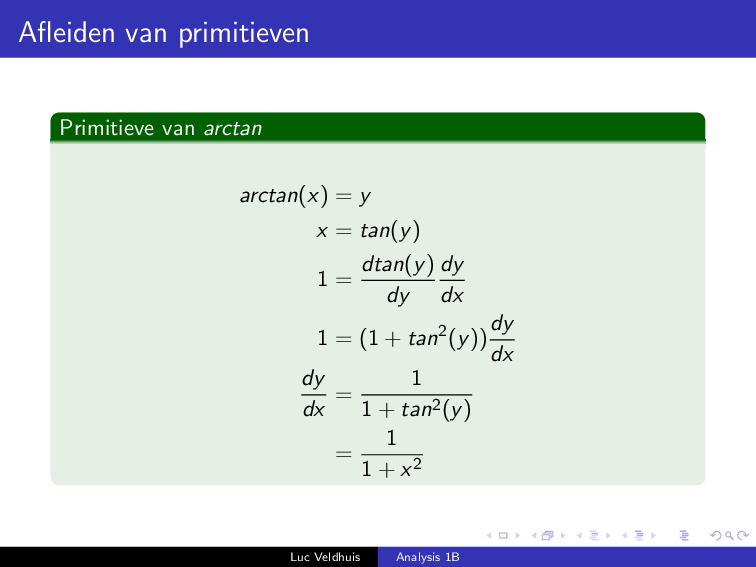 Afleiden van primitieven
Primitieve van arctan
arctan(x) = y
x = tan(y)
1 = \frac{dtan(y)}{dy} \frac{dy}{dx}
1 = (1 + tan^2(y)) \frac{dy}{dx}
\frac{dy}{dx} = \frac{1}{1 + tan^2(y)}
= \frac{1}{1 + x^2}
Luc Veldhuis Analysis 1B